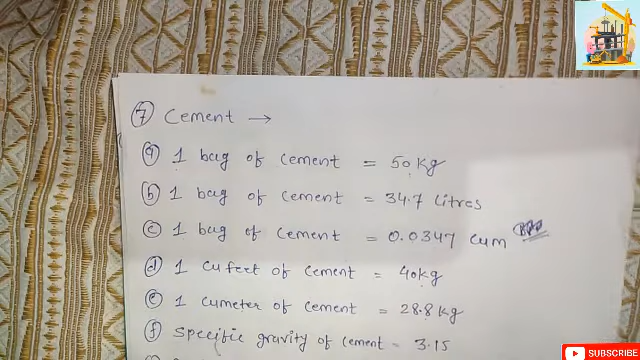 ⑦ Cement →
ⓐ 1 bag of cement = 50 kg
ⓑ 1 bag of cement = 34.7 litres
ⓒ 1 bag of cement = 0.0347 cum
ⓓ 1 cu feet of cement = 40kg
ⓔ 1 cumeter of cement = 28.8 kg
ⓕ specific gravity of cement = 3.15
SUBSCRIBE